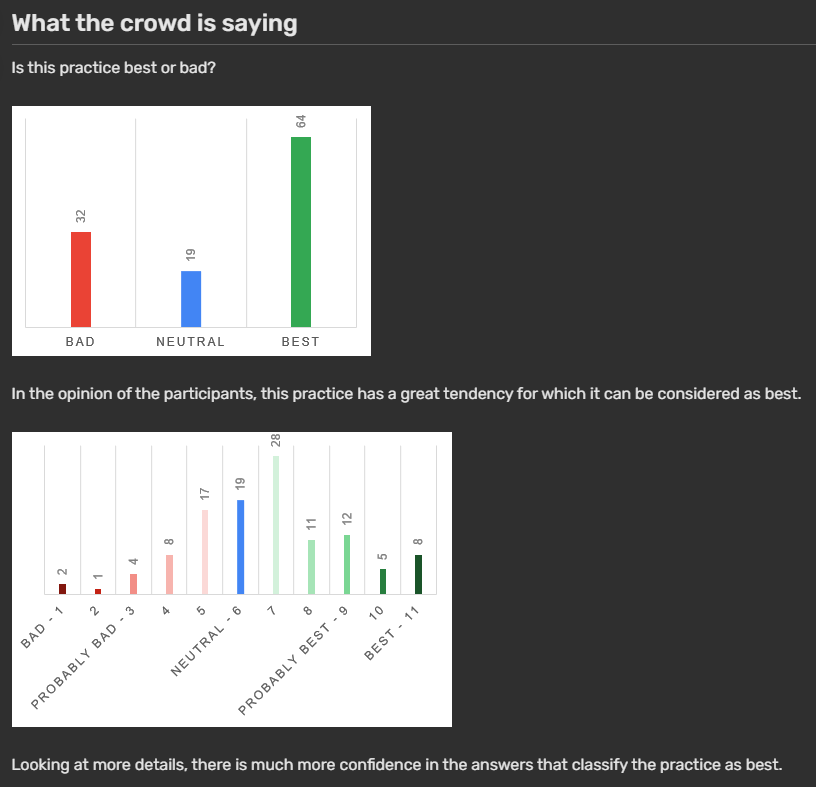 What the crowd is saying
Is this practice best or bad?
32
19
64
BAD
NEUTRAL
BEST
In the opinion of the participants, this practice has a great tendency for which it can be considered as best.
2
1
4
8
17
19
28
11
12
5
8
BAD - 1
2
PROBABLY BAD - 3
4
5
NEUTRAL - 6
7
8
PROBABLY BEST - 9
10
BEST - 11
Looking at more details, there is much more confidence in the answers that classify the practice as best.